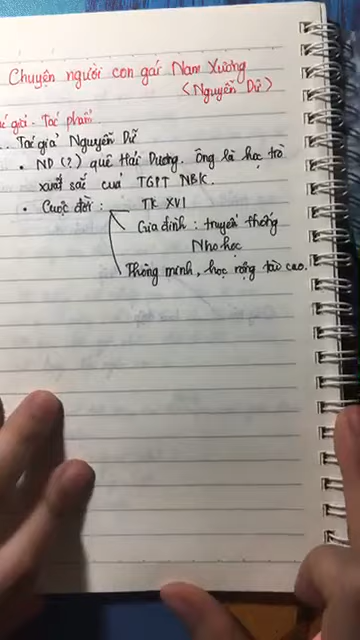 Chuyện người con gái Nam Xương
(Nguyễn Dữ)
giả - Tác phẩm
Tác giả Nguyễn Dữ
• ND (?) quê Hải Dương. Ông là học trò
xuất sắc của TGPT NBK.
• Cuộc đời: TK XVI
Gia đình: truyền thống
Nho học
Thông minh, học rộng tài cao.